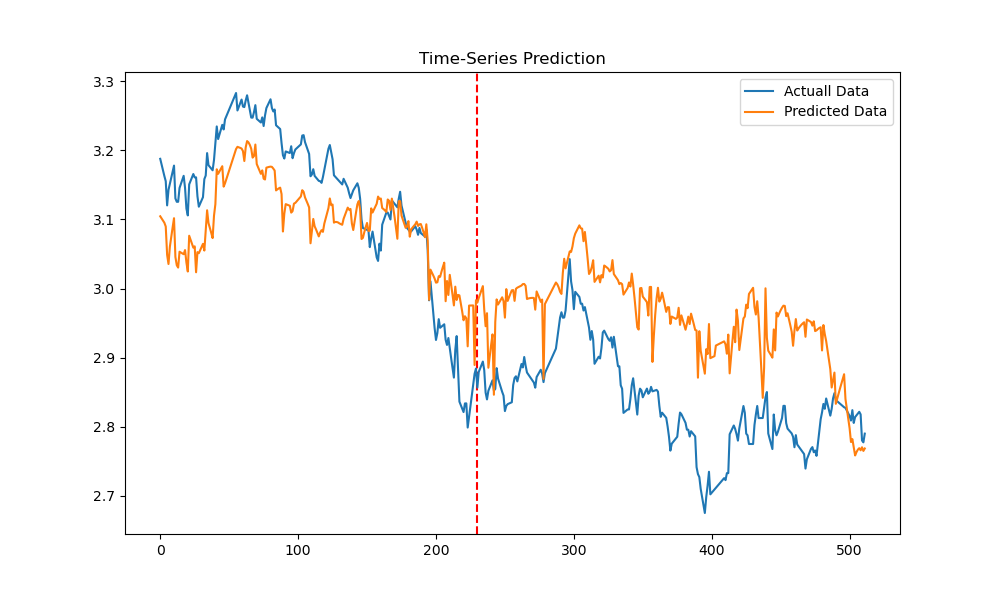 Time-Series Prediction
Actuall Data
Predicted Data
3.3
3.2
3.1
3.0
2.9
2.8
2.7
0 100 200 300 400 500